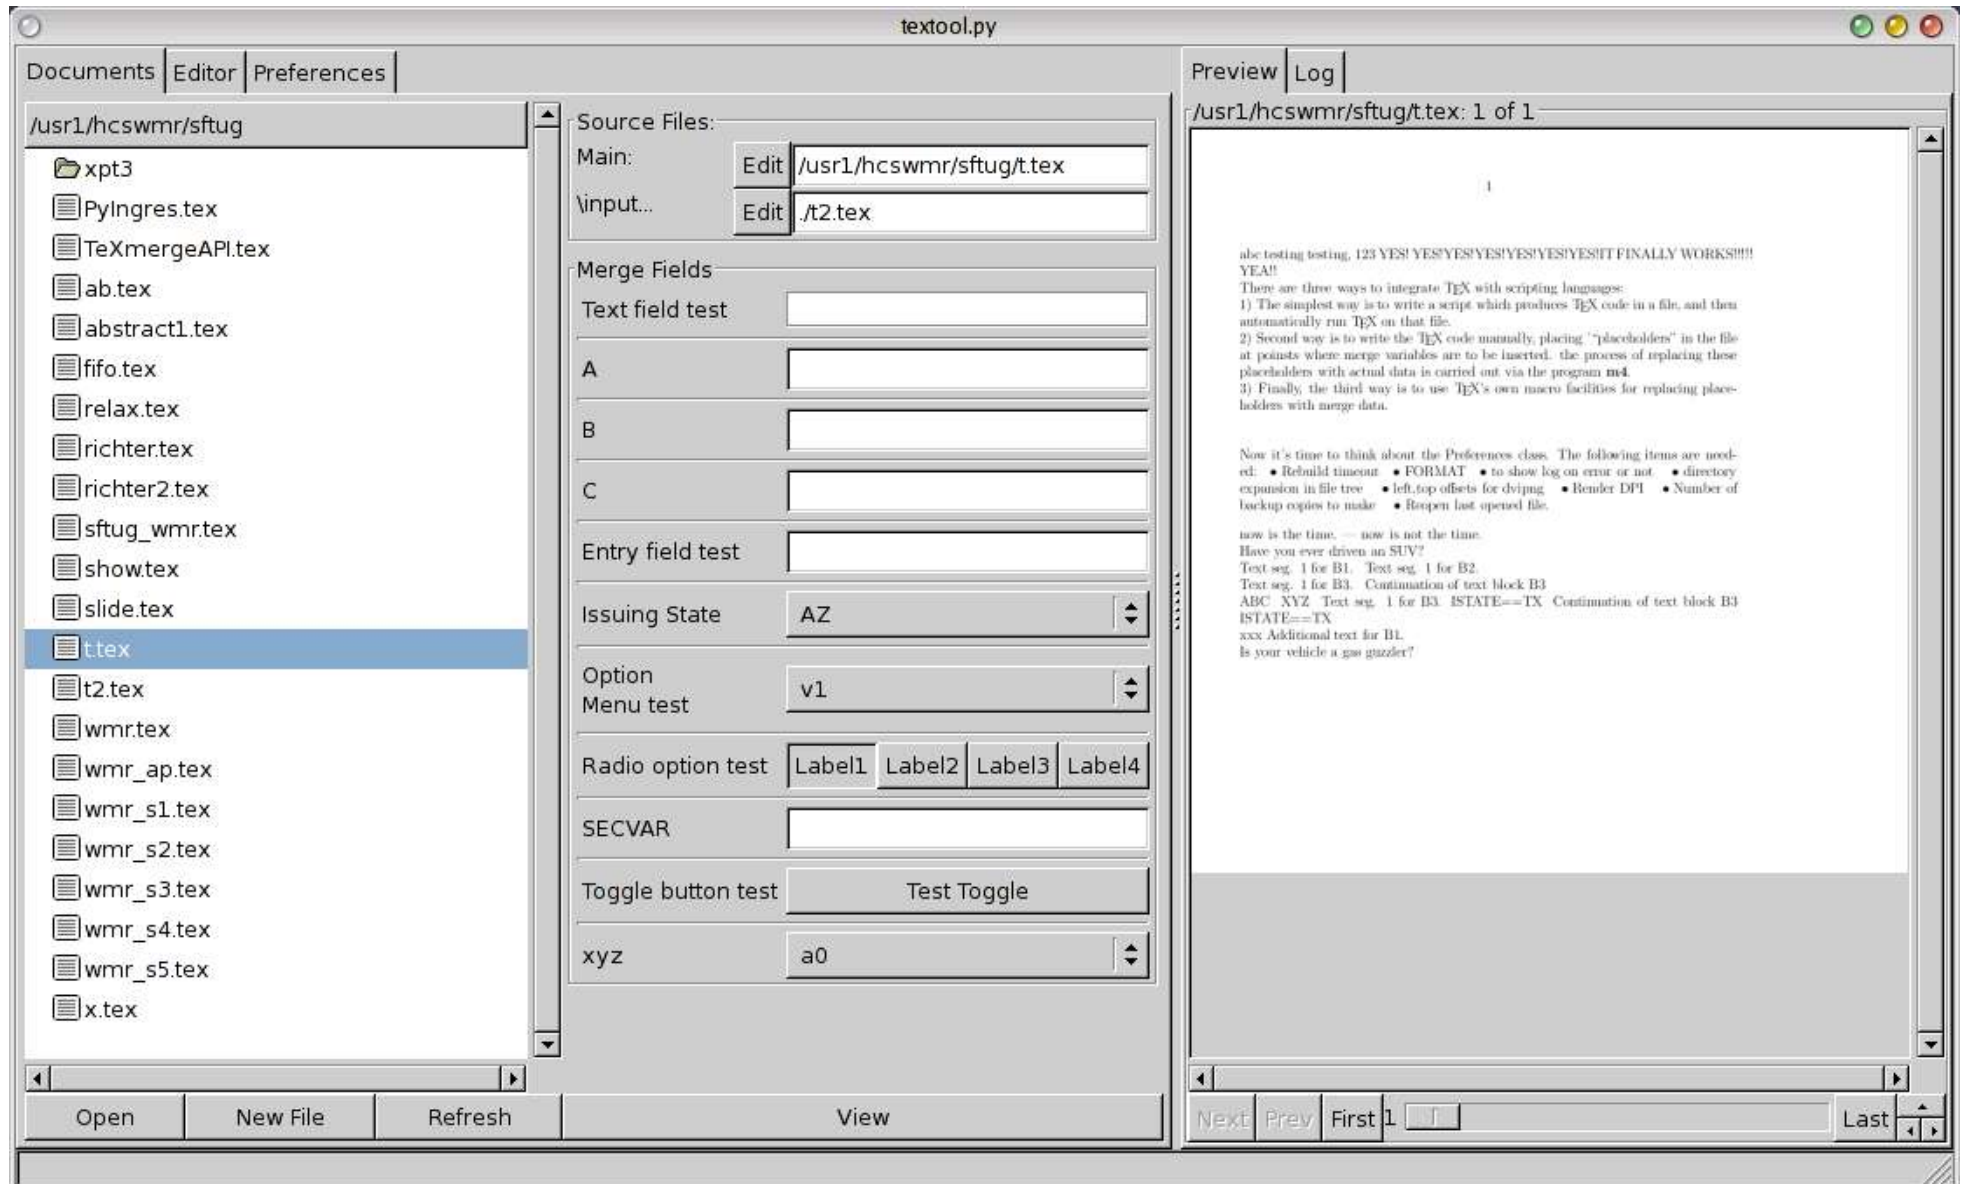 textool.py
Documents Editor Preferences
/usr1/hcswmr/sftug
xpt3
PyIngres.tex
TeXmergeAPI.tex
ab.tex
abstract1.tex
fifo.tex
relax.tex
richter.tex
richter2.tex
sftug_wmr.tex
show.tex
slide.tex
t.tex
t2.tex
wmr.tex
wmr_ap.tex
wmr_s1.tex
wmr_s2.tex
wmr_s3.tex
wmr_s4.tex
wmr_s5.tex
x.tex
Open New File Refresh
Source Files:
Main: Edit /usr1/hcswmr/sftug/t.tex
\input... Edit ./t2.tex
Merge Fields
Text field test
A
B
C
Entry field test
Issuing State AZ
Option
Menu test v1
Radio option test Label1 Label2 Label3 Label4
SECVAR
Toggle button test Test Toggle
xyz a0
View
Preview Log
/usr1/hcswmr/sftug/t.tex: 1 of 1
1
abc testing testing, 123 YES! YES!YES!YES!YES!YES!YES!IT FINALLY WORKS!!!!!
YEA!!
There are three ways to integrate TEX with scripting languages:
1) The simplest way is to write a script which produces TEX code in a file, and then
automatically run TEX on that file.
2) Second way is to write the TEX code manually, placing '"placeholders" in the file
at poinsts where merge variables are to be inserted. the process of replacing these
placeholders with actual data is carried out via the program m4.
3) Finally, the third way is to use TEX's own macro facilities for replacing place-
holders with merge data.
Now it's time to think about the Preferences class. The following items are need-
ed: • Rebuild timeout • FORMAT • to show log on error or not • directory
expansion in file tree • left,top offsets for dvipng • Render DPI • Number of
backup copies to make • Reopen last opened file.
now is the time. — now is not the time.
Have you ever driven an SUV?
Text seg. 1 for B1. Text seg. 1 for B2.
Text seg. 1 for B3. Continuation of text block B3
ABC XYZ Text seg. 1 for B3. ISTATE==TX Continuation of text block B3
ISTATE==TX
xxx Additional text for B1.
Is your vehicle a gas guzzler?
Next Prev First 1 1 Last